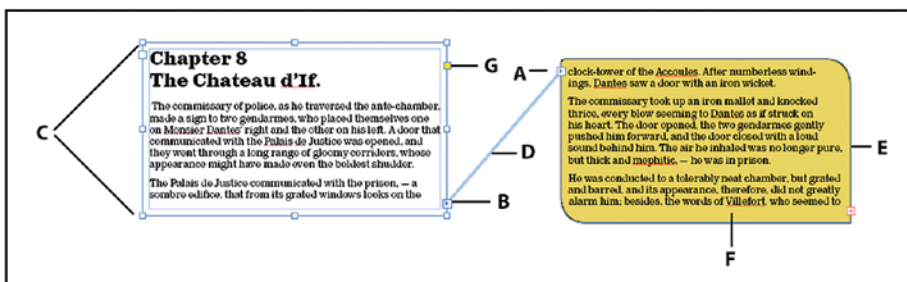 Chapter 8
The Chateau d'If.
The commissary of police, as he traversed the ante-chamber,
made a sign to two gendarmes, who placed themselves one
on Monsier Dantes' right and the other on his left. A door that
communicated with the Palais de Justice was opened, and
they went through a long range of gloomy corridors, whose
appearance might have made even the boldest shudder.
The Palais de Justice communicated with the prison, — a
sombre edifice, that from its grated windows looks on the
C
G
A
D
B
clock-tower of the Accoules. After numberless wind-
ings, Dantes saw a door with an iron wicket.
The commissary took up an iron mallet and knocked
thrice, every blow seeming to Dantes as if struck on
his heart. The door opened, the two gendarmes gently
pushed him forward, and the door closed with a loud
sound behind him. The air he inhaled was no longer pure,
but thick and mephitic, — he was in prison.
He was conducted to a tolerably neat chamber, but grated
and barred, and its appearance, therefore, did not greatly
alarm him; besides, the words of Villefort, who seemed to
E
F